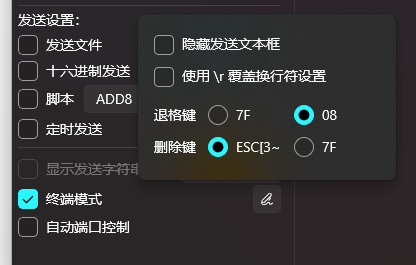 发送设置:
发送文件
十六进制发送
脚本 ADD8
定时发送
显示发送字符串
终端模式
自动端口控制
隐藏发送文本框
使用 \r 覆盖换行符设置
退格键 7F 08
删除键 ESC[3~ 7F